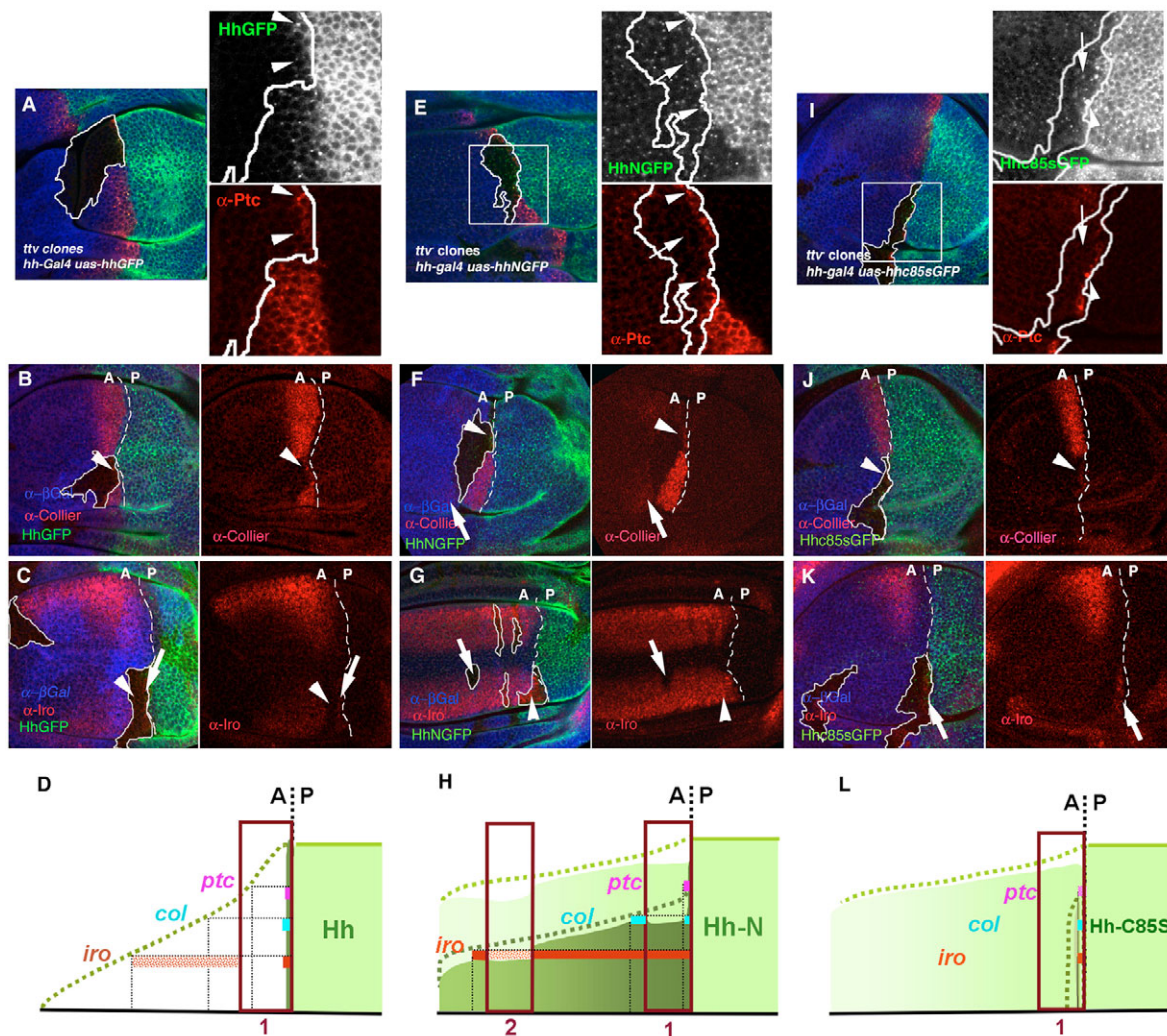 A
ttv clones
hh-Gal4 uas-hhGFP
HhGFP
α-Ptc
E
ttv- clones
hh-gal4 uas-hhNGFP
HhNGFP
α-Ptc
I
ttv- clones
hh-gal4 uas-hhc85sGFP
Hhc85sGFP
α-Ptc
B
A P
α-βGal
α-Collier
HhGFP
A P
α-Collier
F
A P
α-βGal
α-Collier
HhNGFP
A P
α-Collier
J
A P
α-βGal
α-Collier
Hhc85sGFP
A P
α-Collier
C
A P
α-βGal
α-Iro
HhGFP
A P
α-Iro
G
A P
α-βGal
α-Iro
HhNGFP
A P
α-Iro
K
A P
α-βGal
α-Iro
Hhc85sGFP
A P
α-Iro
D
A P
ptc
col
iro
Hh
1
H
A P
ptc
col
iro
Hh-N
2 1
L
A P
ptc
col
iro
Hh-C85S
1